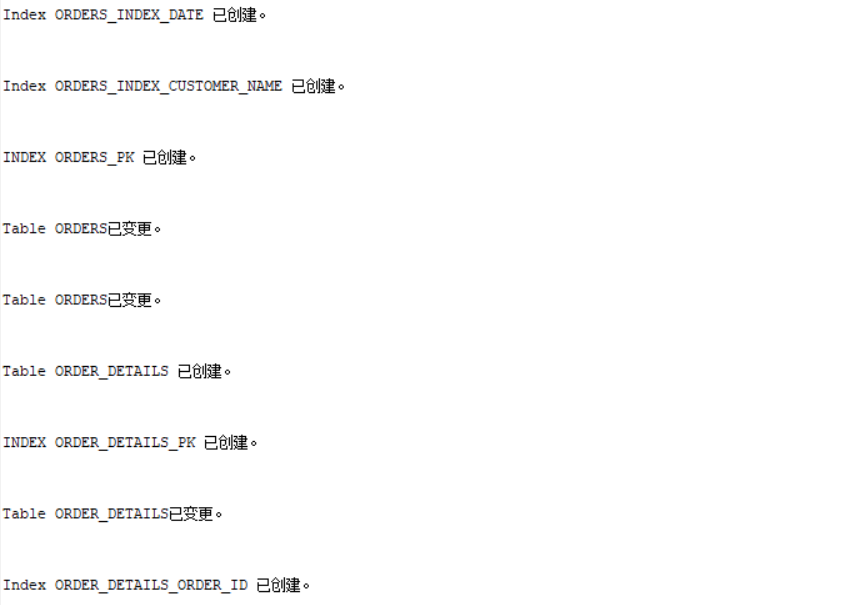 Index ORDERS_INDEX_DATE 已创建。
Index ORDERS_INDEX_CUSTOMER_NAME 已创建。
INDEX ORDERS_PK 已创建。
Table ORDERS已变更。
Table ORDERS已变更。
Table ORDER_DETAILS 已创建。
INDEX ORDER_DETAILS_PK 已创建。
Table ORDER_DETAILS已变更。
Index ORDER_DETAILS_ORDER_ID 已创建。